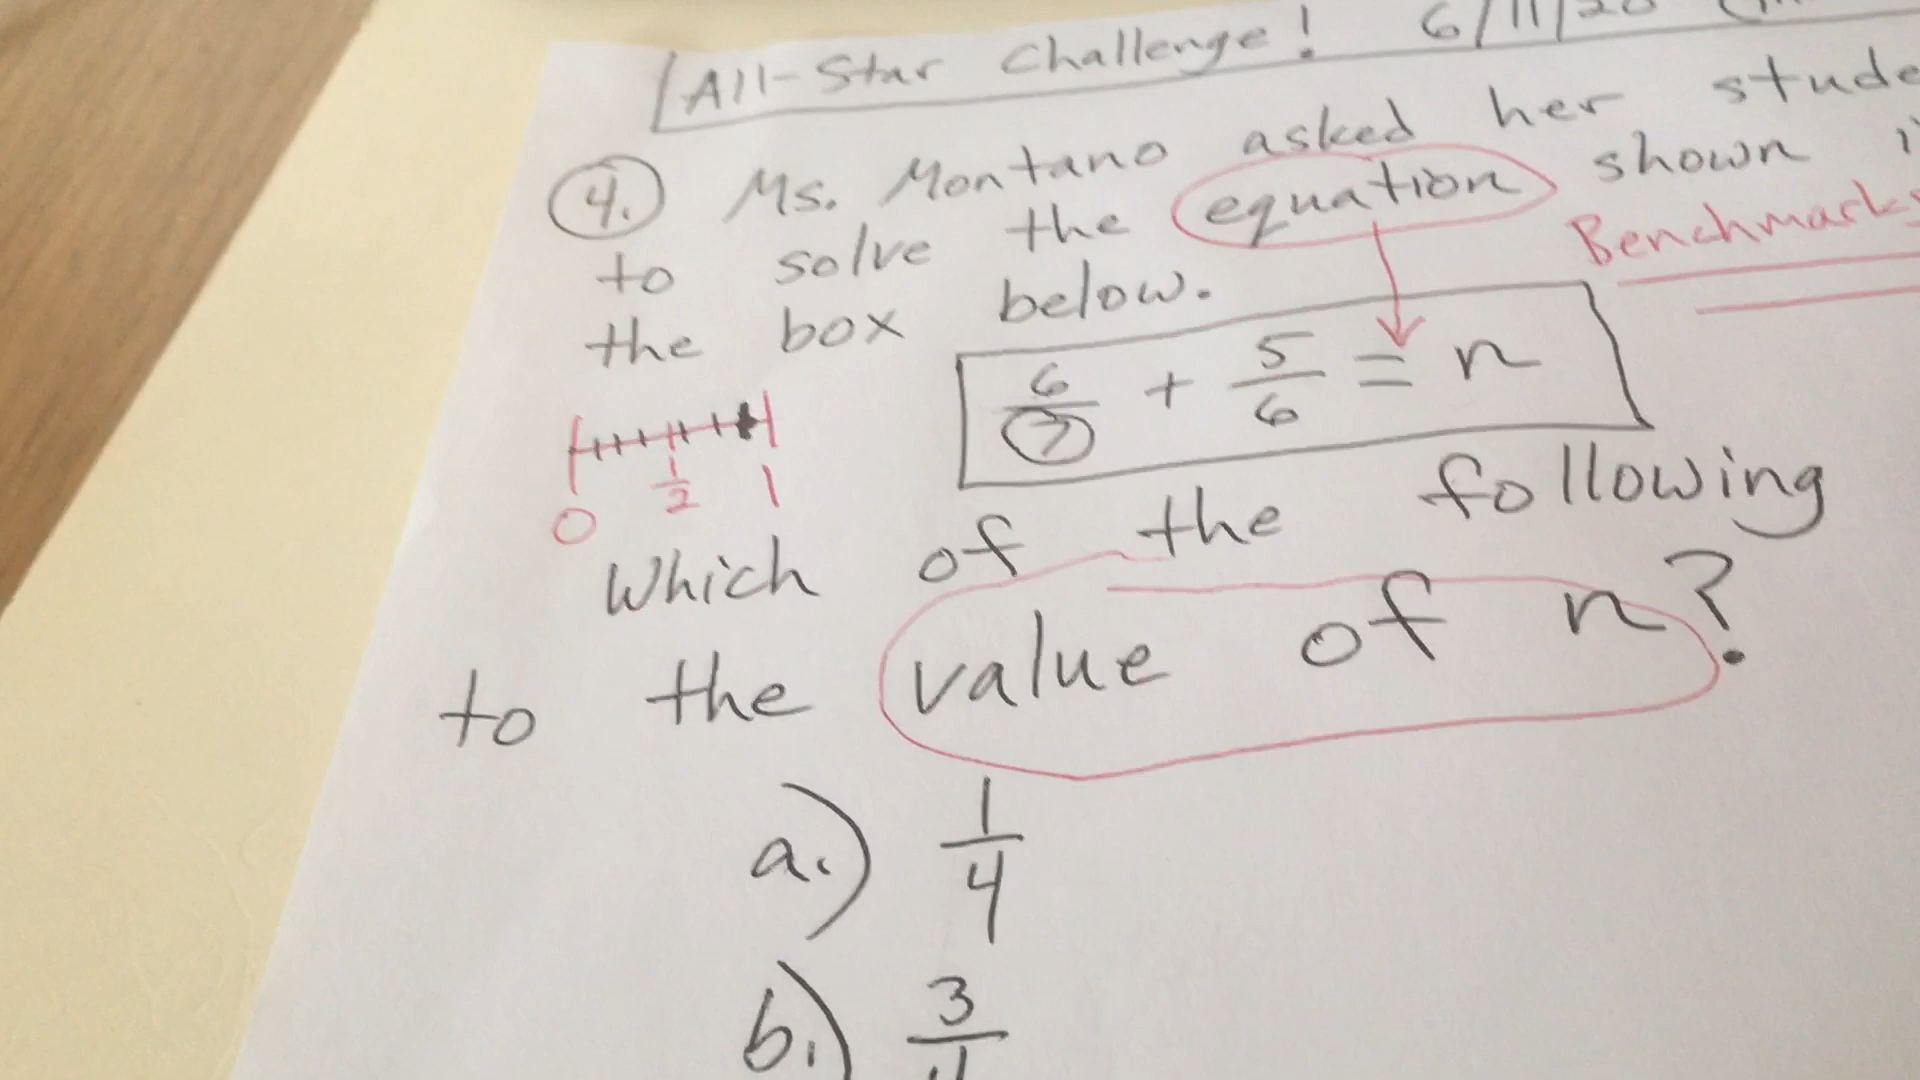 All-Star Challenge! 6/11/20
4. Ms. Montano asked her
to solve the equation shown
Benchmarks
the box below.
6/7 + 5/6 = n
0 1/2 1
Which of the following
to the value of n?
a.) 1/4
b.) 3/4